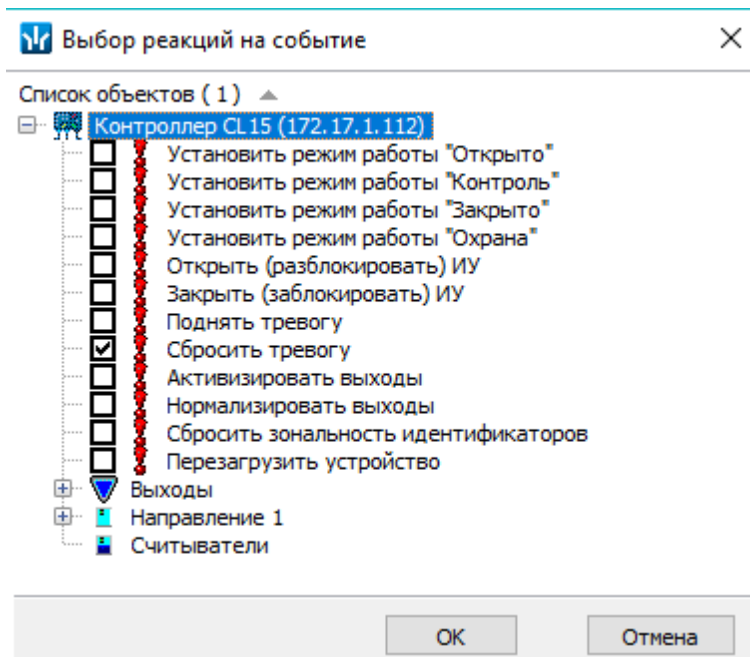 Выбор реакций на событие
Список объектов ( 1 )
Контроллер CL15 (172.17.1.112)
Установить режим работы "Открыто"
Установить режим работы "Контроль"
Установить режим работы "Закрыто"
Установить режим работы "Охрана"
Открыть (разблокировать) ИУ
Закрыть (заблокировать) ИУ
Поднять тревогу
Сбросить тревогу
Активизировать выходы
Нормализировать выходы
Сбросить зональность идентификаторов
Перезагрузить устройство
Выходы
Направление 1
Считыватели
ОК Отмена